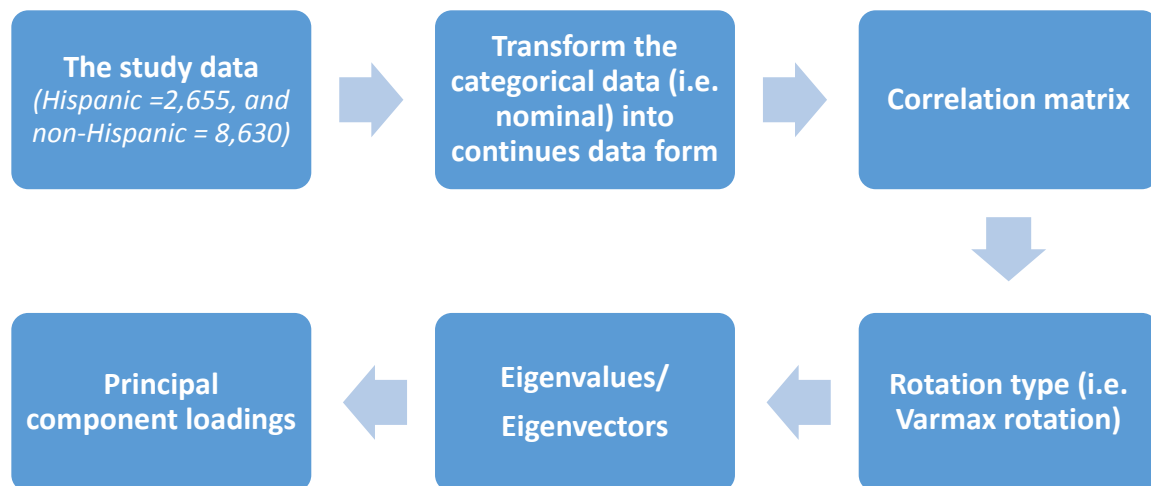 The study data
(Hispanic =2,655, and
non-Hispanic = 8,630)
Transform the
categorical data (i.e.
nominal) into
continues data form
Correlation matrix
Rotation type (i.e.
Varmax rotation)
Eigenvalues/
Eigenvectors
Principal
component loadings